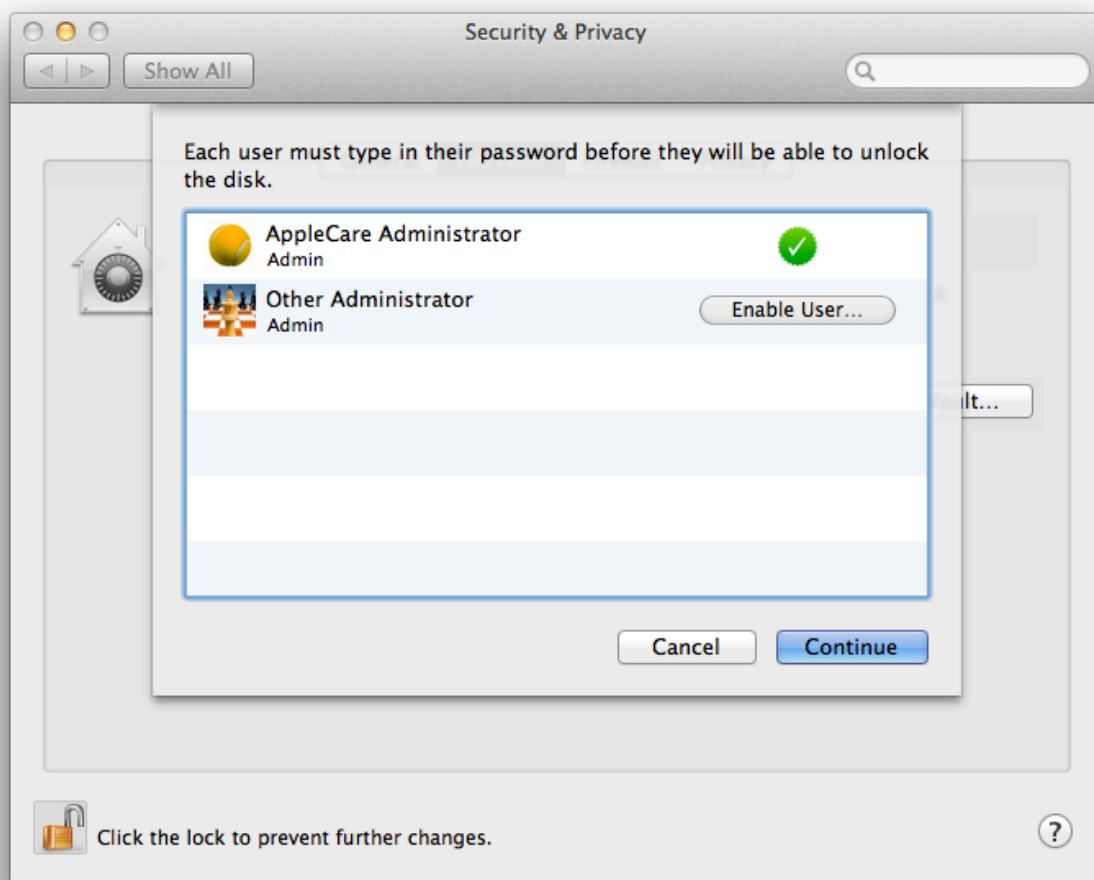 Security & Privacy
Show All
Each user must type in their password before they will be able to unlock
the disk.
AppleCare Administrator
Admin
Other Administrator
Admin
Enable User...
ult...
Cancel
Continue
Click the lock to prevent further changes.
?